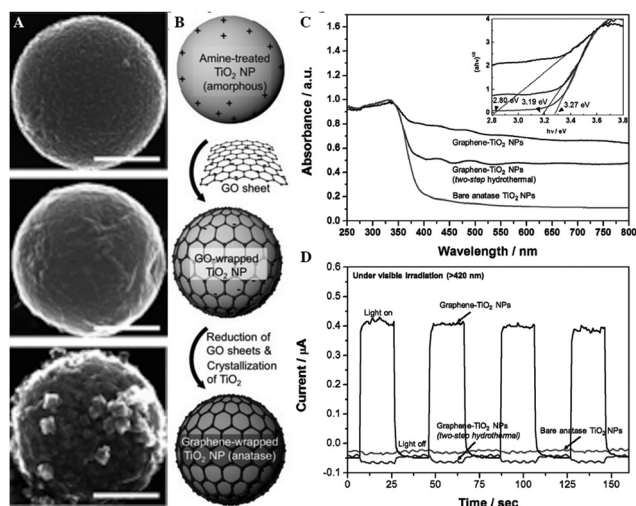 A
B
Amine-treated
TiO2 NP
(amorphous)
GO sheet
GO-wrapped
TiO2 NP
Reduction of
GO sheets &
Crystallization
of TiO2
Graphene-wrapped
TiO2 NP (anatase)
C
Absorbance / a.u.
1.6
1.4
1.2
1.0
0.8
0.6
0.4
0.2
0.0
250 300 350 400 450 500 550 600 650 700 750 800
Wavelength / nm
Graphene-TiO2 NPs
Graphene-TiO2 NPs
(two-step hydrothermal)
Bare anatase TiO2 NPs
(αhν)1/2
4
3
2
1
0
2.80 eV
3.19 eV
3.27 eV
2.8 3.0 3.2 3.4 3.6 3.8
hν / eV
D
Current / μA
0.6
0.5
0.4
0.3
0.2
0.1
0.0
-0.1
Under visible irradiation (>420 nm)
Light on
Graphene-TiO2 NPs
Light off
Graphene-TiO2 NPs
(two-step hydrothermal)
Bare anatase TiO2 NPs
0 25 50 75 100 125 150
Time / sec